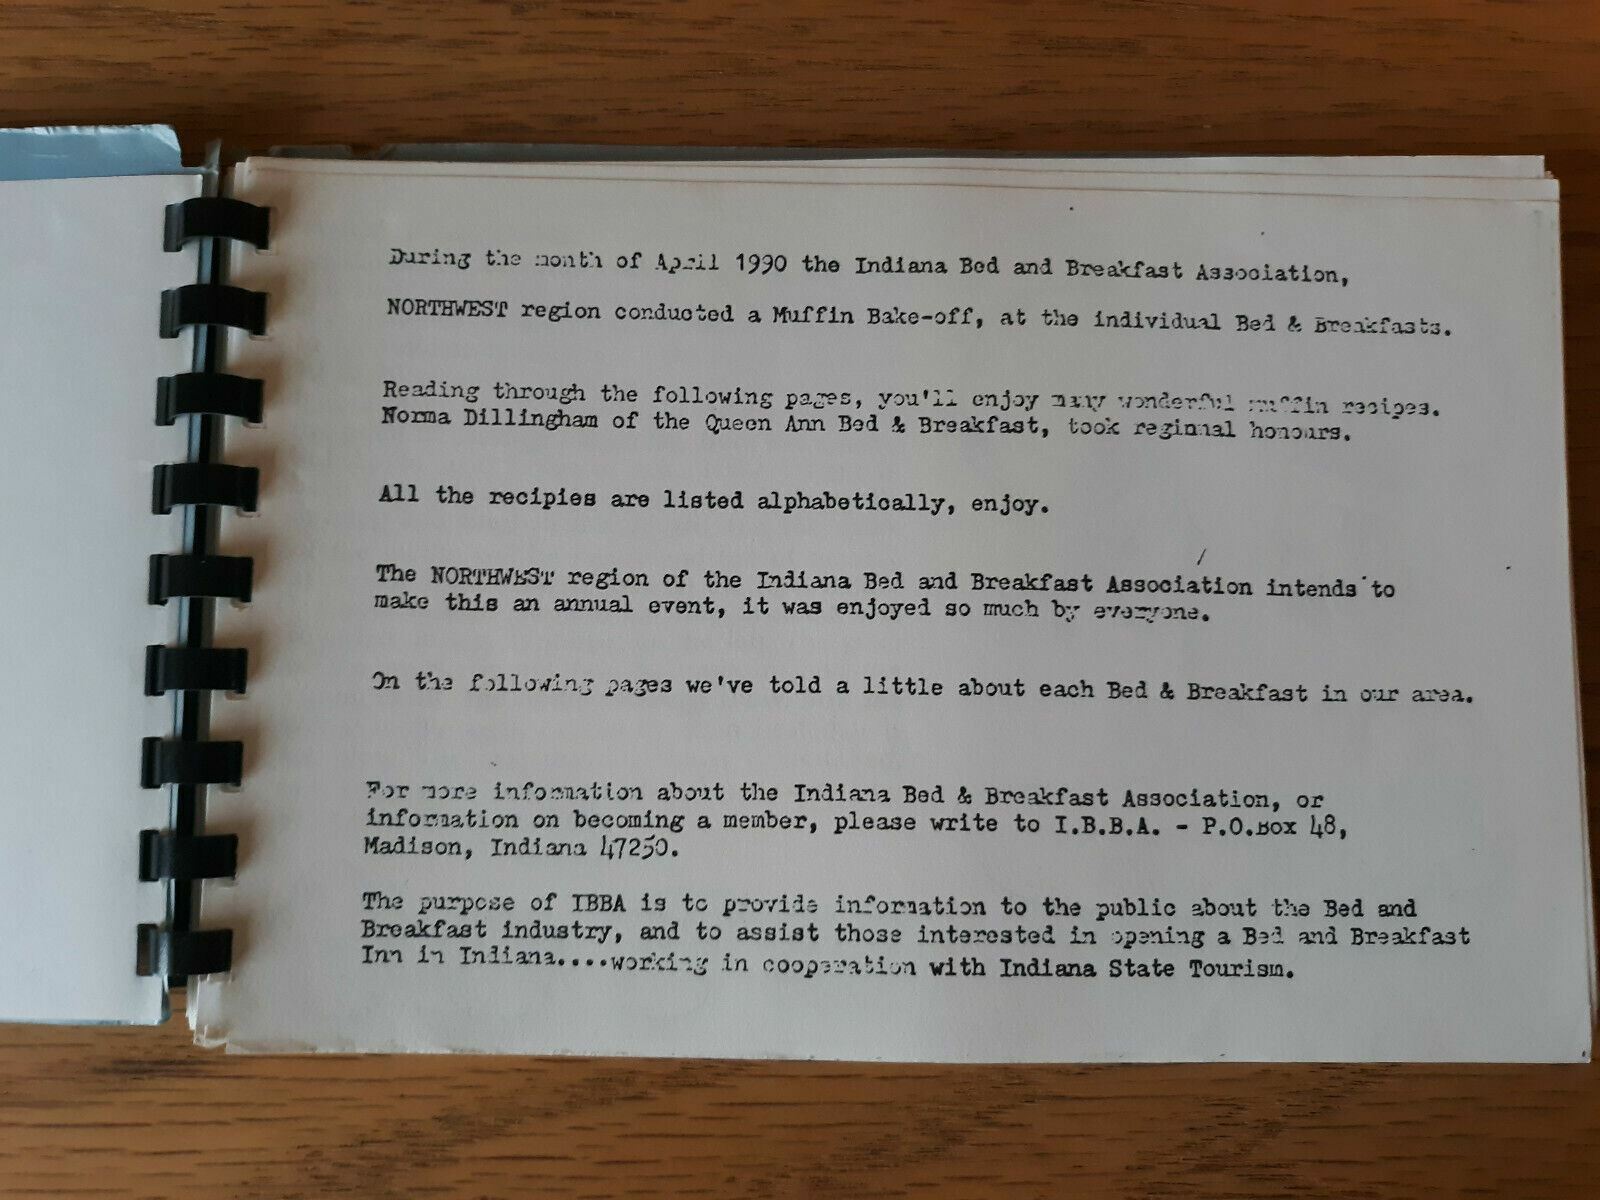 During the month of April 1990 the Indiana Bed and Breakfast Association,
NORTHWEST region conducted a Muffin Bake-off, at the individual Bed & Breakfasts.
Reading through the following pages, you'll enjoy many wonderful muffin recipes.
Norma Dillingham of the Queen Ann Bed & Breakfast, took reginnal honours.
All the recipies are listed alphabetically, enjoy.
The NORTHWEST region of the Indiana Bed and Breakfast Association intends to
make this an annual event, it was enjoyed so much by everyone.
On the following pages we've told a little about each Bed & Breakfast in our area.
For more information about the Indiana Bed & Breakfast Association, or
information on becoming a member, please write to I.B.B.A. - P.O.Box 48,
Madison, Indiana 47250.
The purpose of IBBA is to provide information to the public about the Bed and
Breakfast industry, and to assist those interested in opening a Bed and Breakfast
Inn in Indiana....working in cooperation with Indiana State Tourism.